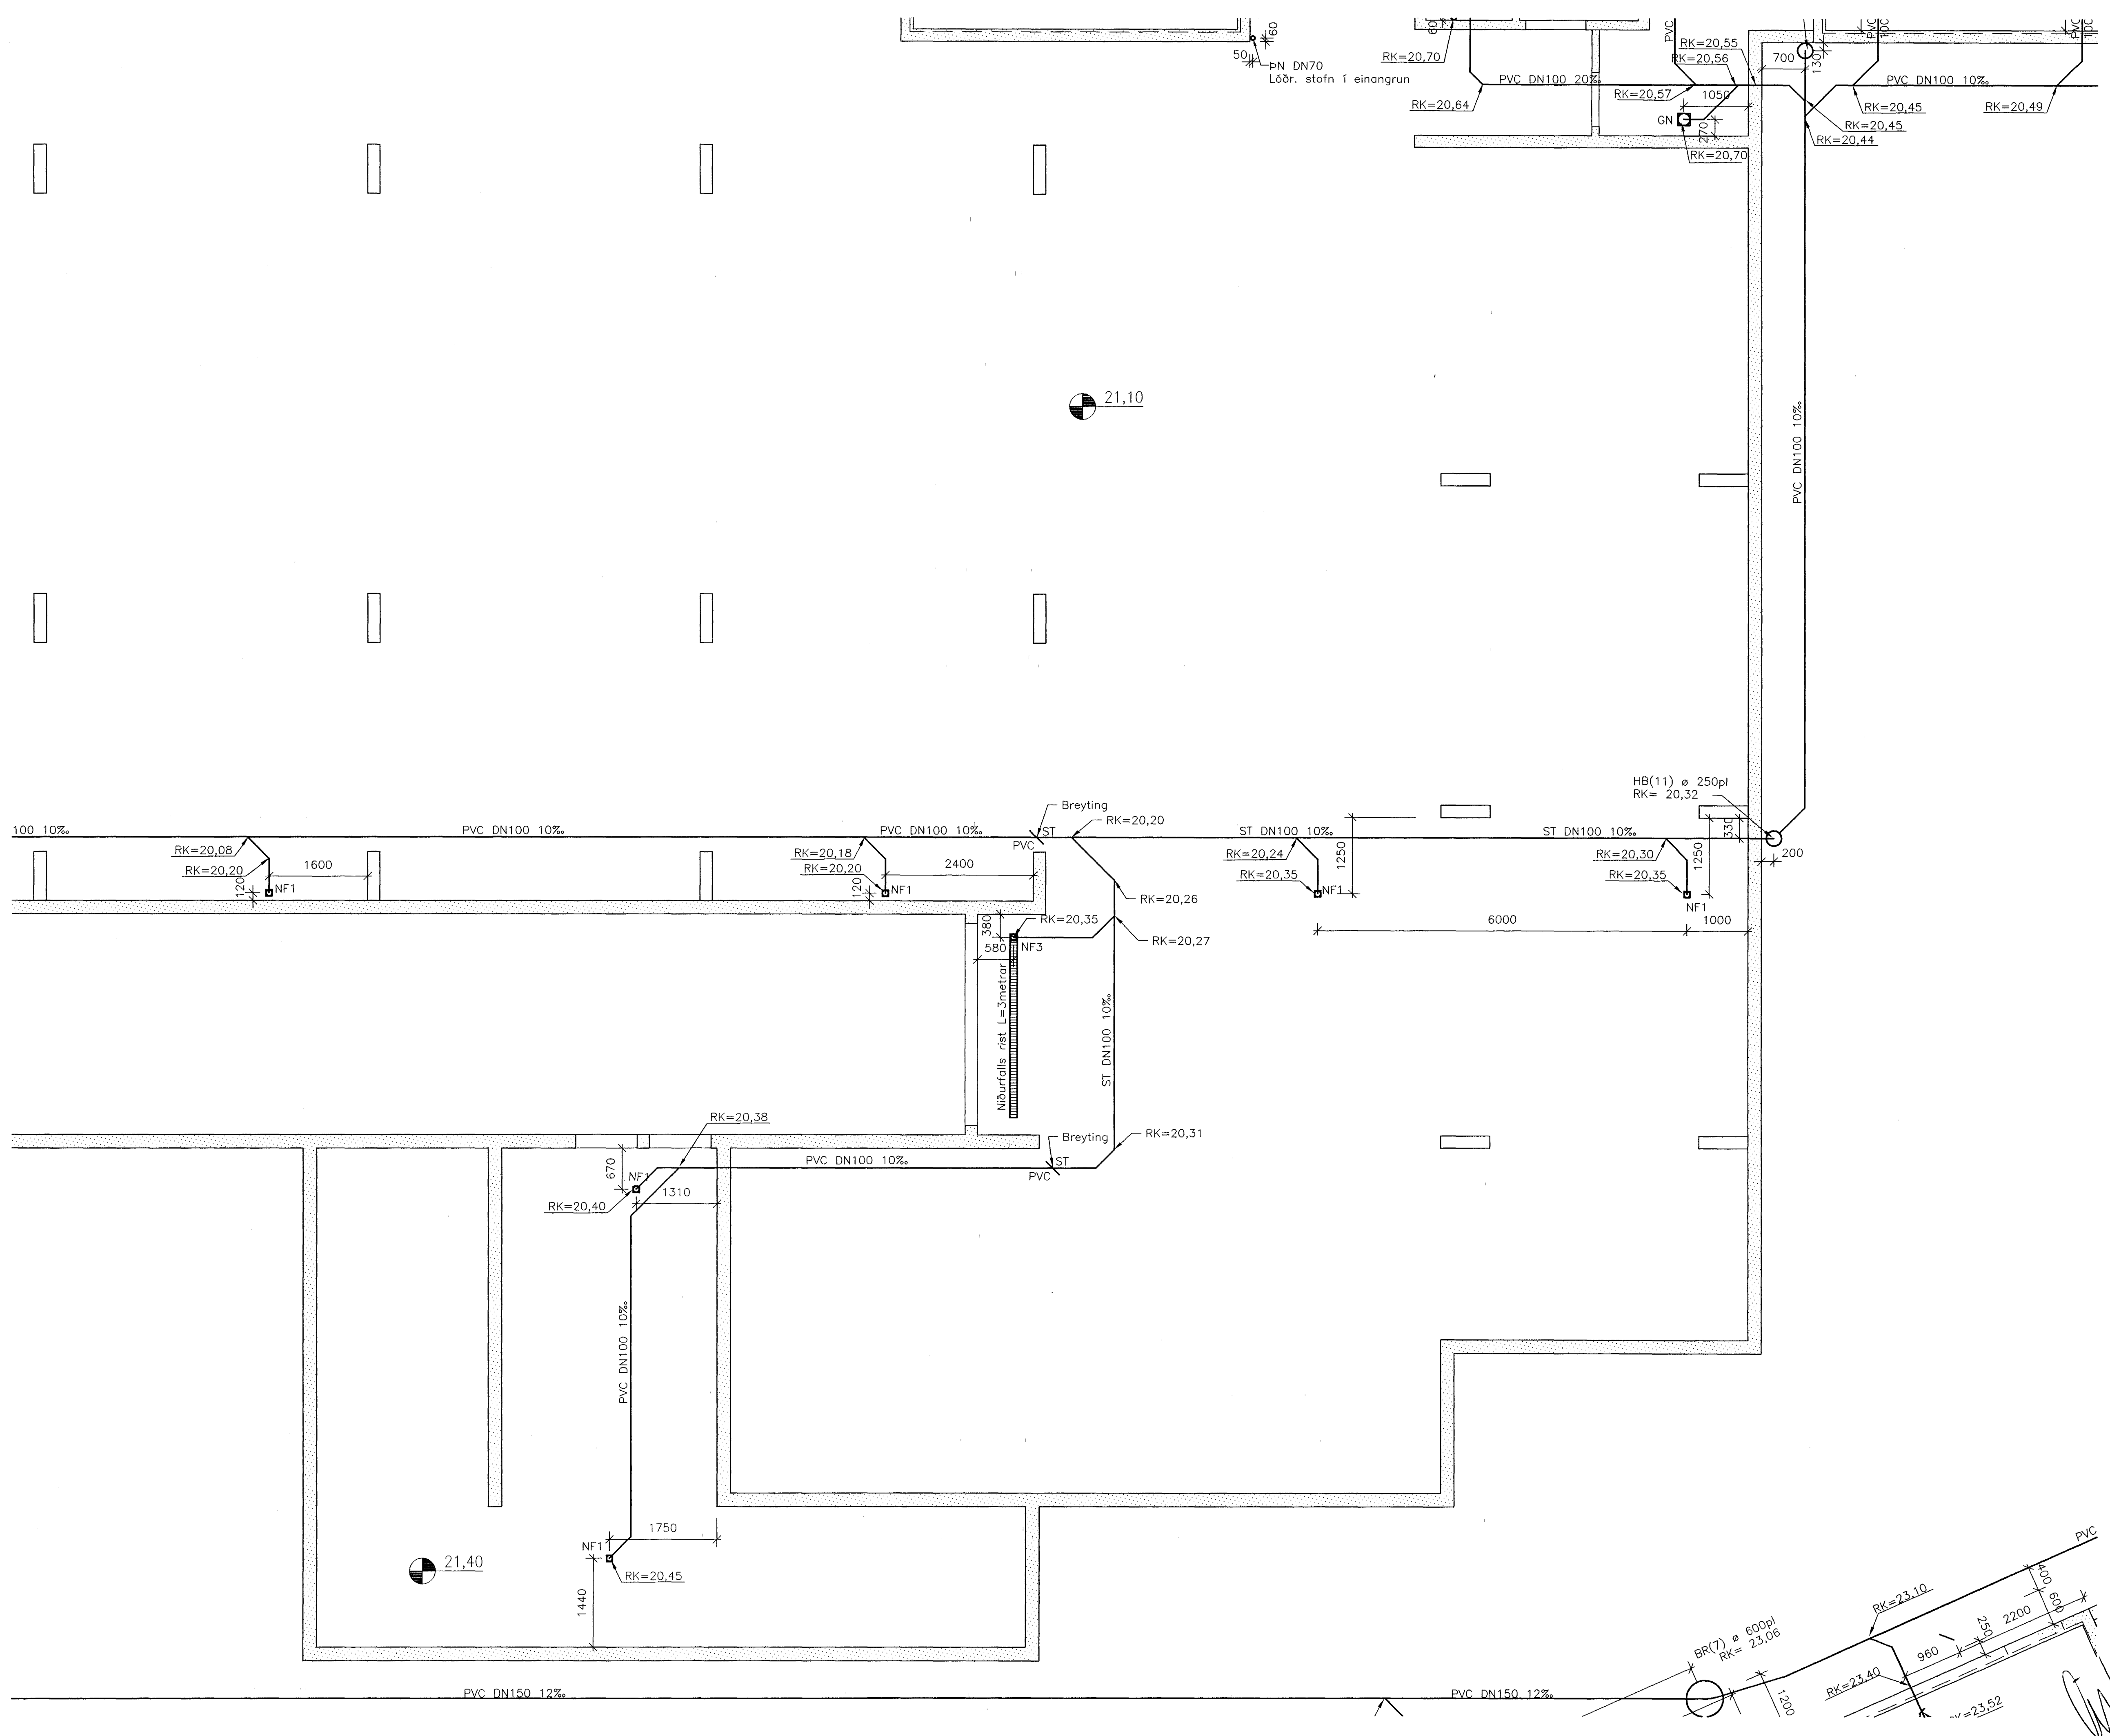 60
50
ÞN DN70
Lóðr. stofn í einangrun
60
RK=20,70
PVC
RK=20,55
RK=20,56
PVC DN100 20‰
RK=20,64
RK=20,57
1050
GN
270
RK=20,70
700
130
PVC
100
PVC DN100 10‰
RK=20,45
RK=20,49
PVC
100
RK=20,45
RK=20,44
21,10
PVC DN100 10‰
HB(11) ø 250pl
RK= 20,32
330
200
100 10‰
PVC DN100 10‰
PVC DN100 10‰
Breyting
ST
PVC
RK=20,20
ST DN100 10‰
ST DN100 10‰
RK=20,08
RK=20,20
1600
120
NF1
RK=20,18
RK=20,20
2400
120
NF1
RK=20,24
RK=20,35
1250
NF1
RK=20,30
RK=20,35
1250
NF1
RK=20,26
6000
1000
380
RK=20,35
580
NF3
RK=20,27
Niðurfalls rist L=3metrar
ST DN100 10‰
RK=20,38
Breyting
ST
PVC
RK=20,31
PVC DN100 10‰
670
NF1
1310
RK=20,40
PVC DN100 10‰
1750
NF1
RK=20,45
1440
21,40
PVC DN150 12‰
PVC DN150 12‰
BR(7) ø 600pl
RK= 23,06
1200
PVC
RK=23,10
400
600
2200
250
960
RK=23,40
RK=23,52